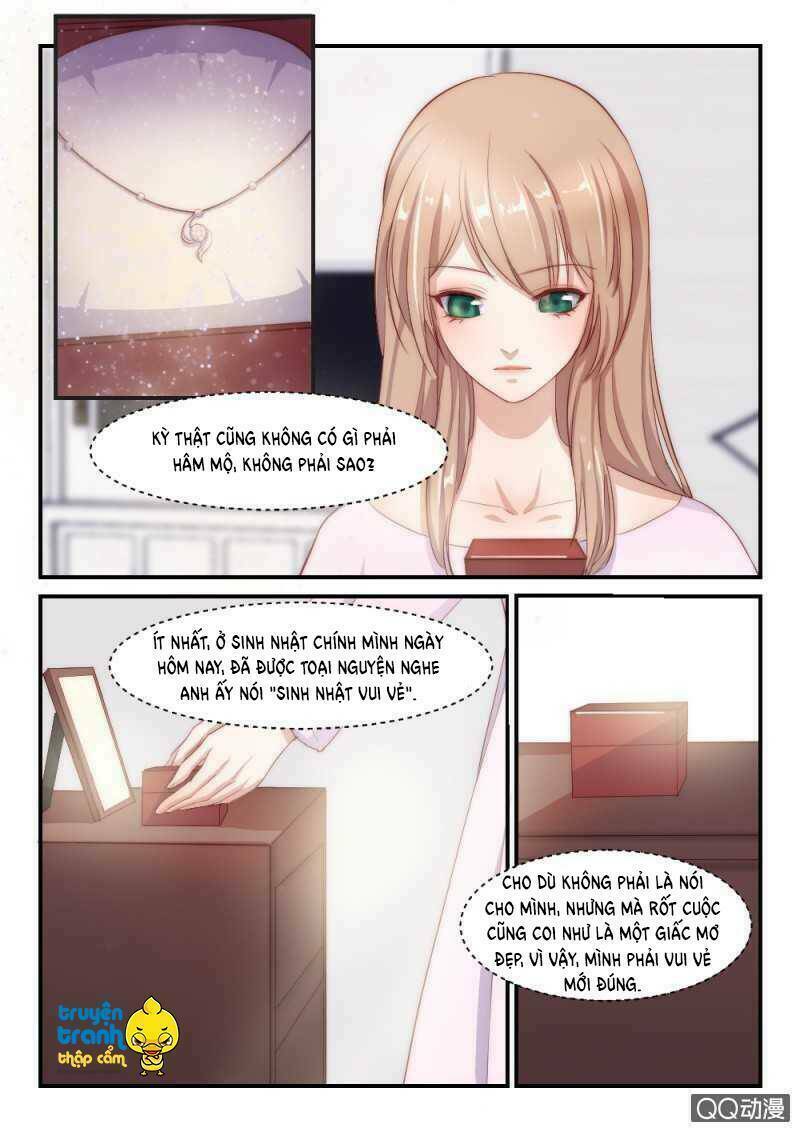 KỲ THẬT CŨNG KHÔNG CÓ GÌ PHẢI
HÂM MỘ, KHÔNG PHẢI SAO?
ÍT NHẤT, Ở SINH NHẬT CHÍNH MÌNH NGÀY
HÔM NAY, ĐÃ ĐƯỢC TOẠI NGUYỆN NGHE
ANH ẤY NÓI "SINH NHẬT VUI VẺ".
CHO DÙ KHÔNG PHẢI LÀ NÓI
CHO MÌNH, NHƯNG MÀ RỐT CUỘC
CŨNG COI NHƯ LÀ MỘT GIẤC MƠ
ĐẸP, VÌ VẬY, MÌNH PHẢI VUI VẺ
MỚI ĐÚNG.
truyện
tranh
thập cẩm
QQ动漫